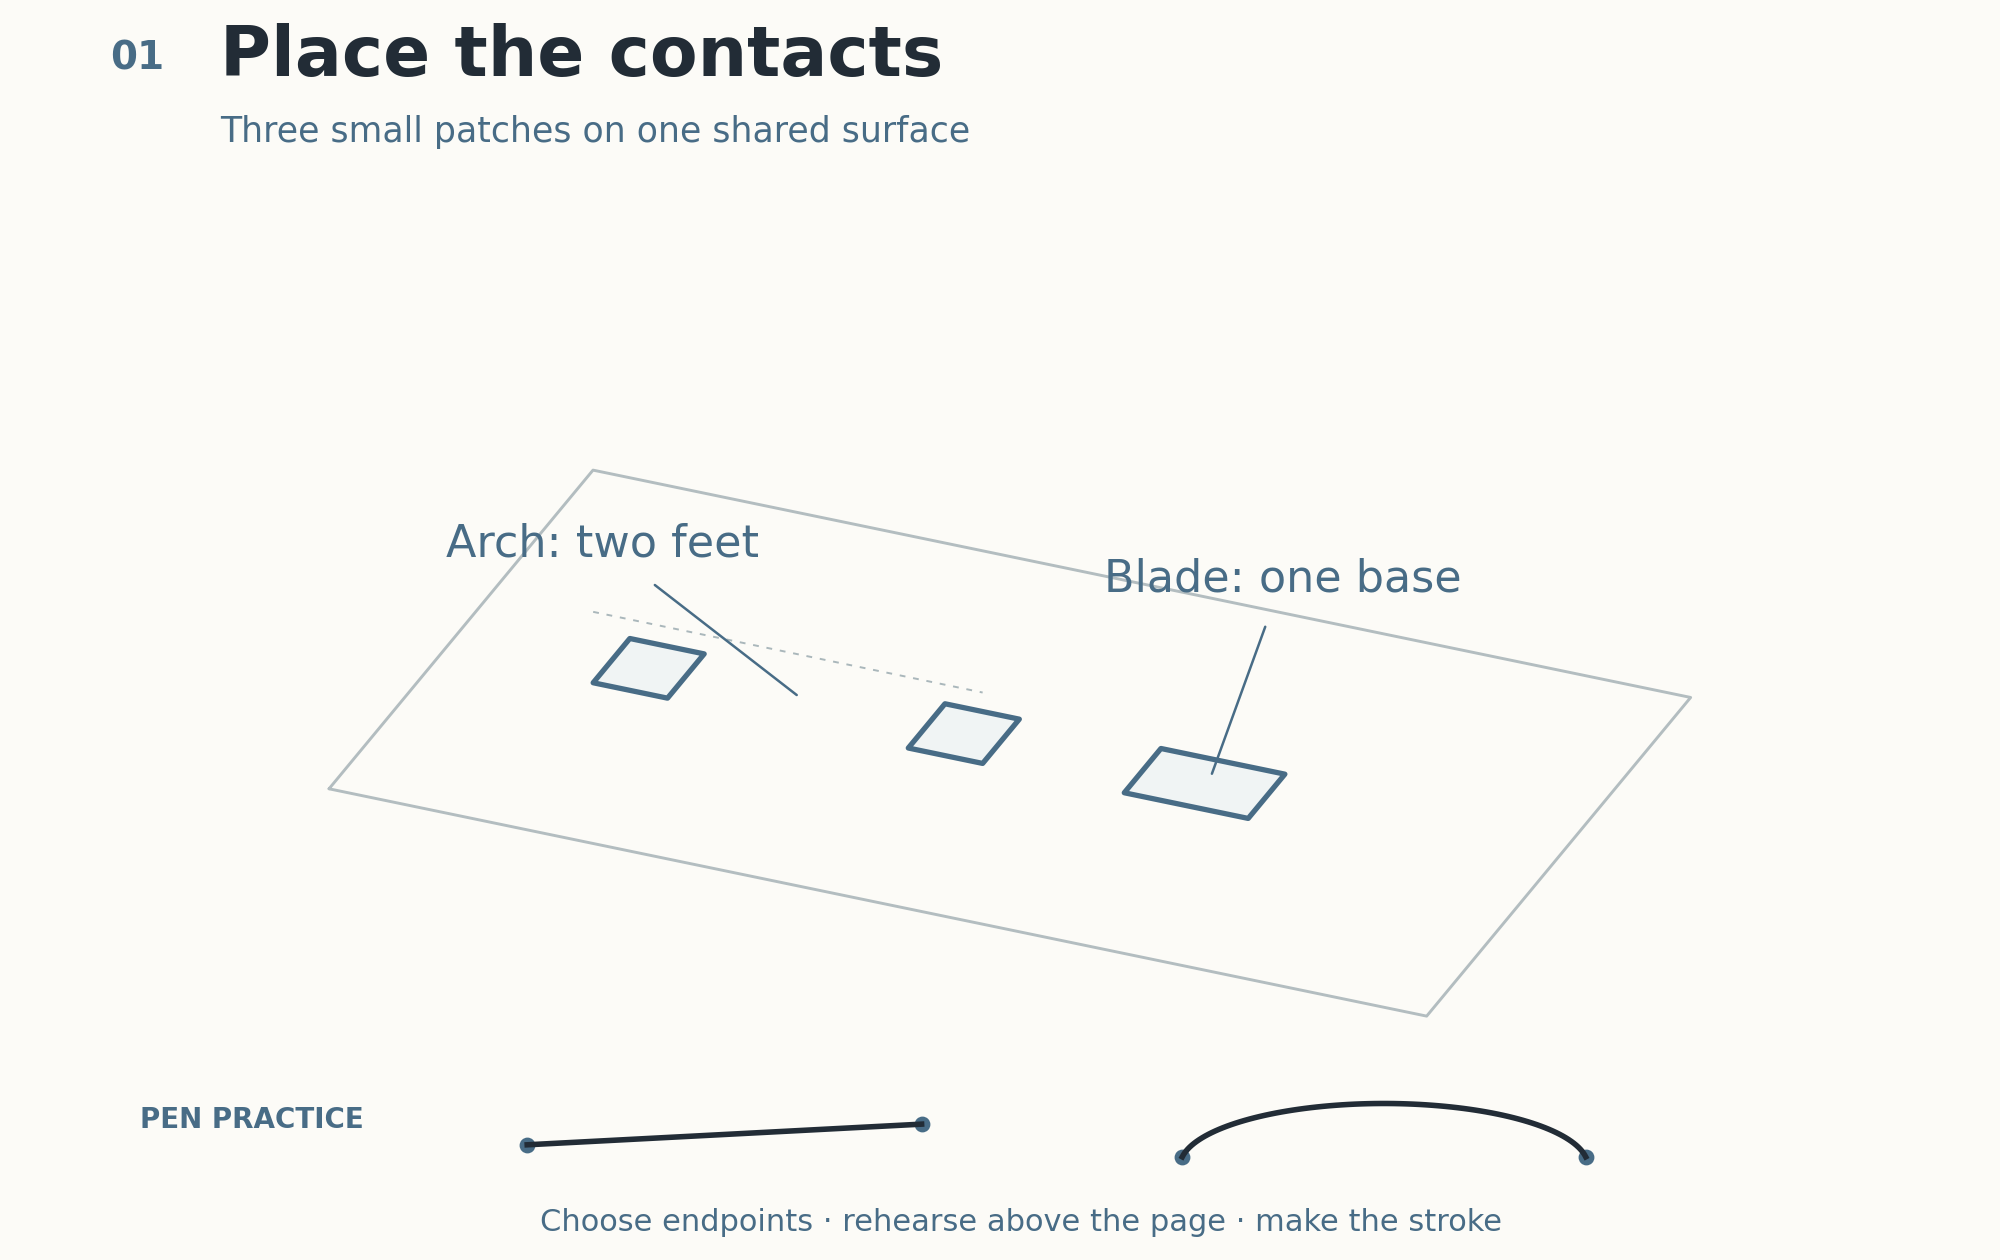 01 Place the contacts
Three small patches on one shared surface
Arch: two feet
Blade: one base
PEN PRACTICE
Choose endpoints · rehearse above the page · make the stroke